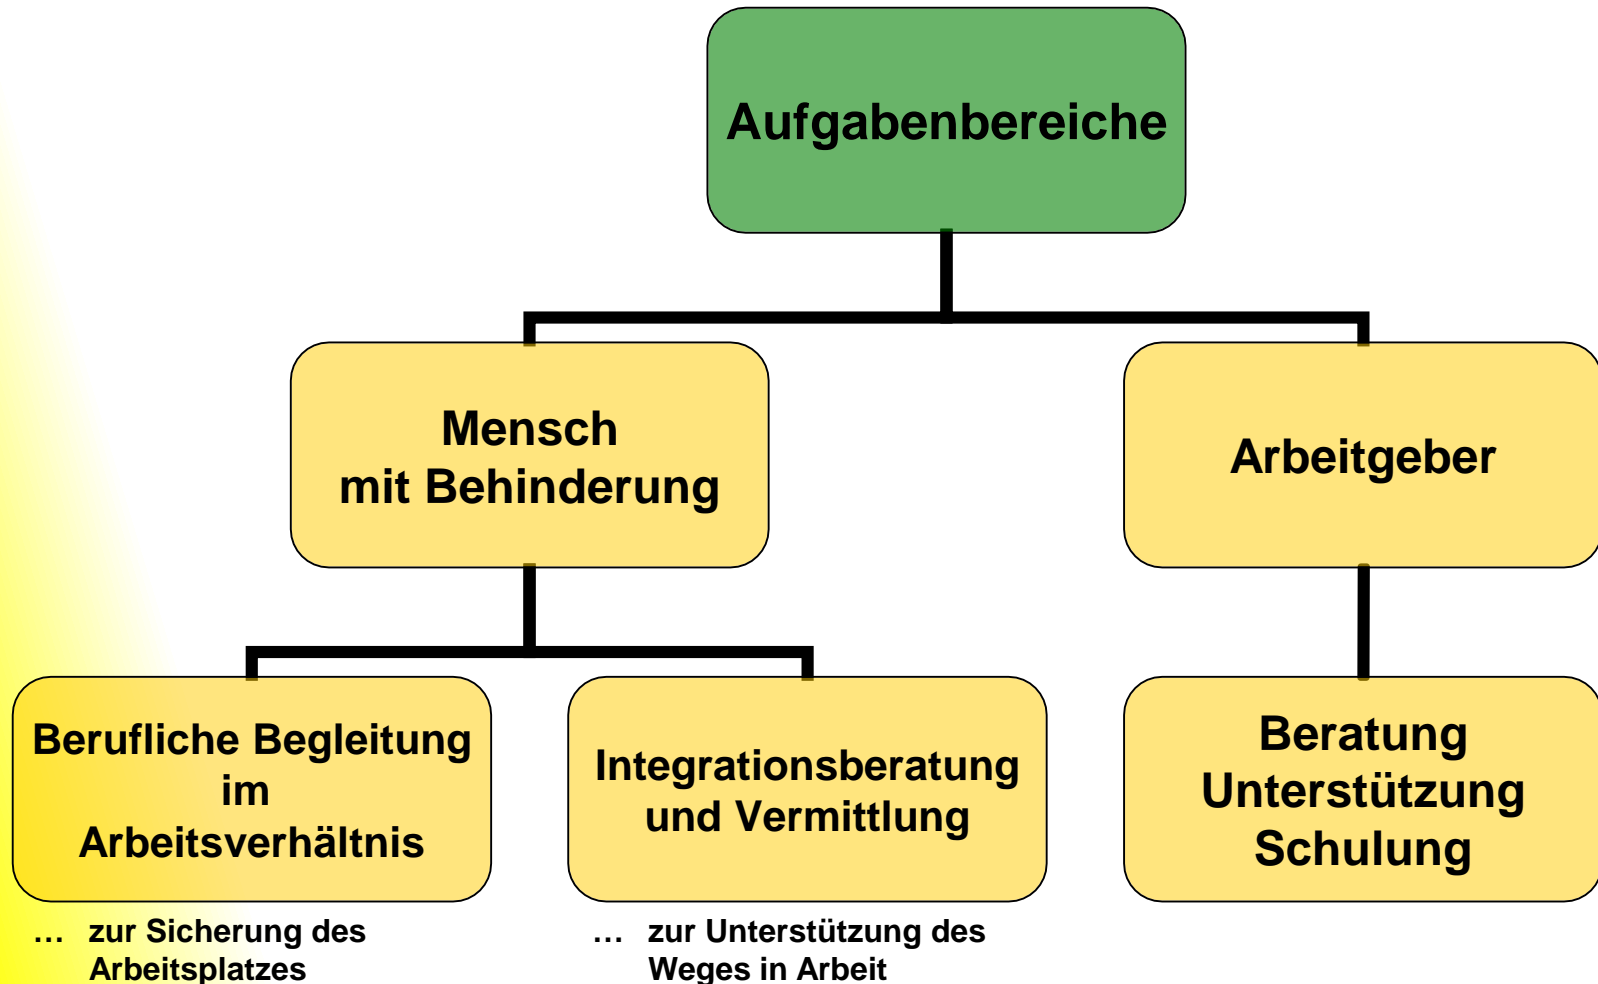 Aufgabenbereiche
Mensch
mit Behinderung
Arbeitgeber
Berufliche Begleitung
im
Arbeitsverhältnis
Integrationsberatung
und Vermittlung
Beratung
Unterstützung
Schulung
… zur Sicherung des
Arbeitsplatzes
… zur Unterstützung des
Weges in Arbeit